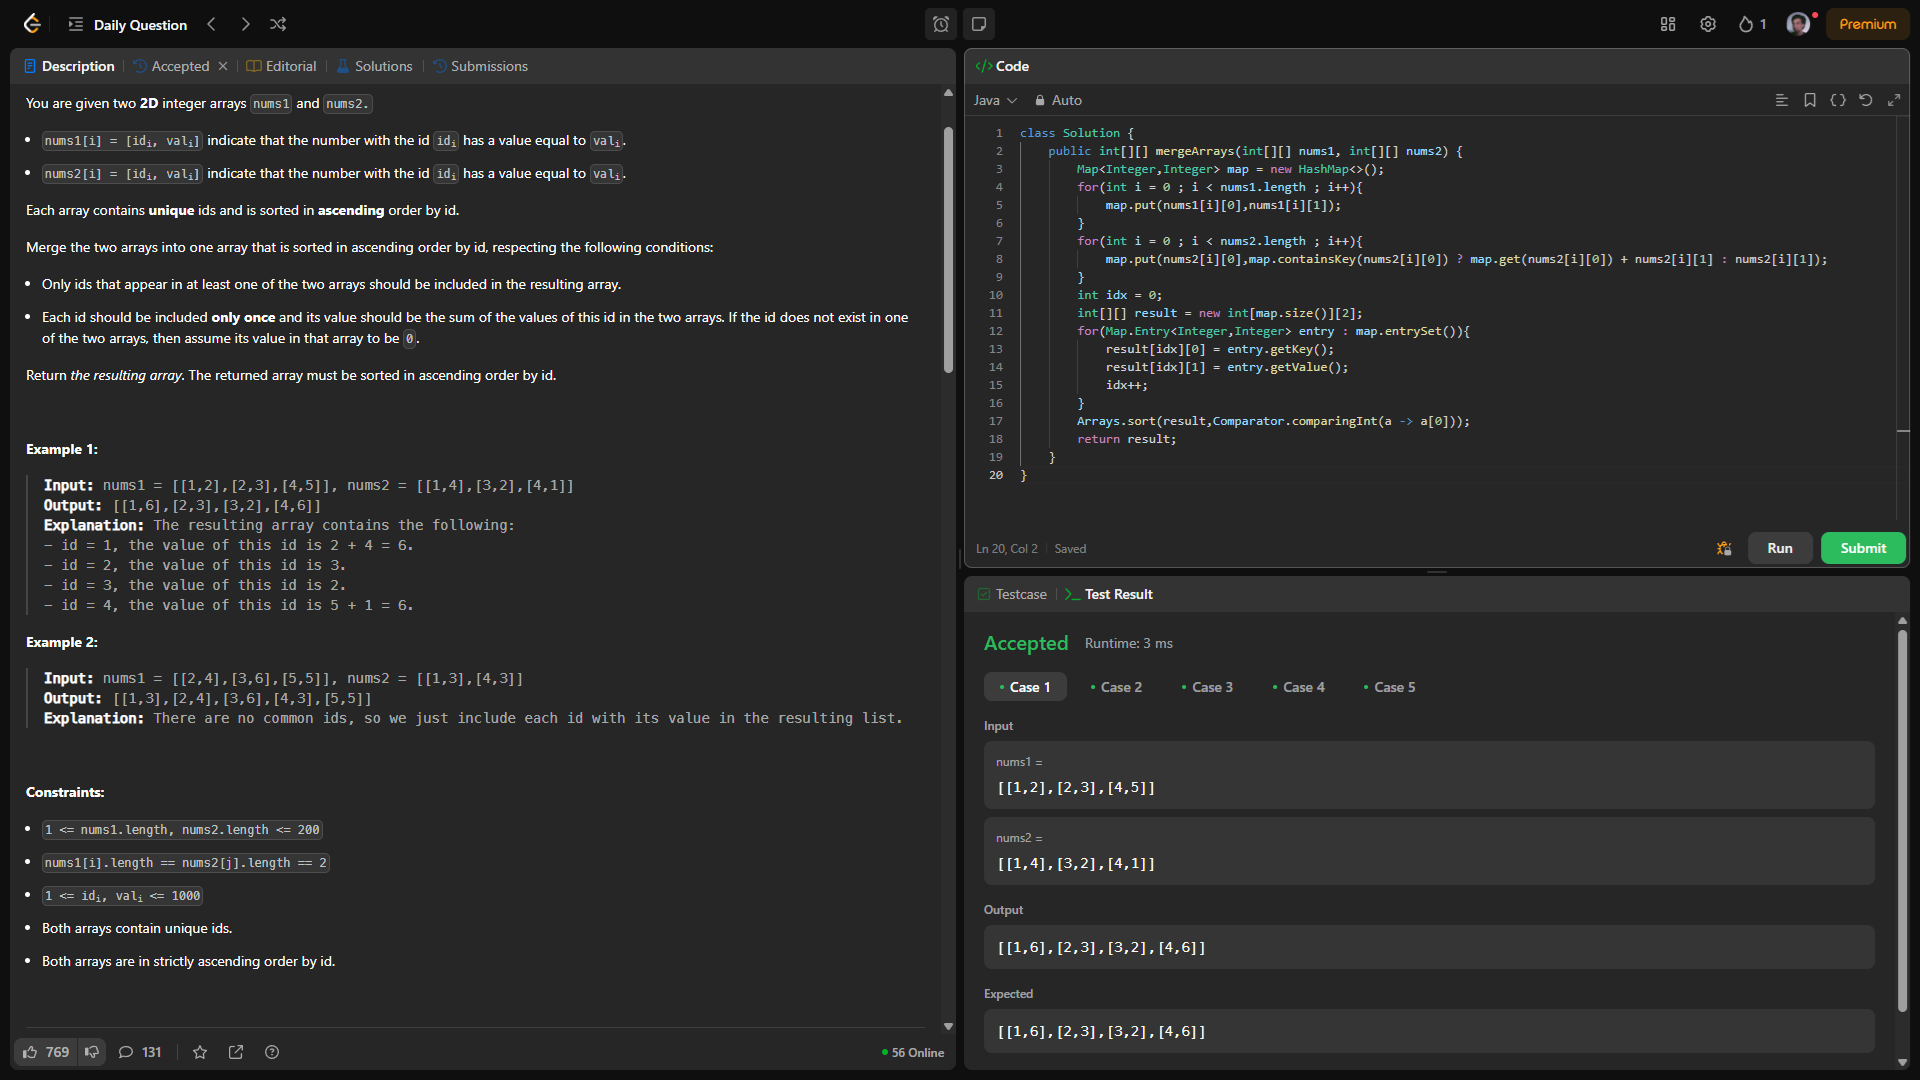 Daily Question
1
Premium
Description
Accepted
Editorial
Solutions
Submissions
You are given two 2D integer arrays nums1 and nums2.
nums1[i] = [idi, vali] indicate that the number with the id idi has a value equal to vali.
nums2[i] = [idi, vali] indicate that the number with the id idi has a value equal to vali.
Each array contains unique ids and is sorted in ascending order by id.
Merge the two arrays into one array that is sorted in ascending order by id, respecting the following conditions:
Only ids that appear in at least one of the two arrays should be included in the resulting array.
Each id should be included only once and its value should be the sum of the values of this id in the two arrays. If the id does not exist in one
of the two arrays, then assume its value in that array to be 0.
Return the resulting array. The returned array must be sorted in ascending order by id.
Example 1:
Input: nums1 = [[1,2],[2,3],[4,5]], nums2 = [[1,4],[3,2],[4,1]]
Output: [[1,6],[2,3],[3,2],[4,6]]
Explanation: The resulting array contains the following:
- id = 1, the value of this id is 2 + 4 = 6.
- id = 2, the value of this id is 3.
- id = 3, the value of this id is 2.
- id = 4, the value of this id is 5 + 1 = 6.
Example 2:
Input: nums1 = [[2,4],[3,6],[5,5]], nums2 = [[1,3],[4,3]]
Output: [[1,3],[2,4],[3,6],[4,3],[5,5]]
Explanation: There are no common ids, so we just include each id with its value in the resulting list.
Constraints:
1 <= nums1.length, nums2.length <= 200
nums1[i].length == nums2[j].length == 2
1 <= idi, vali <= 1000
Both arrays contain unique ids.
Both arrays are in strictly ascending order by id.
769
131
56 Online
</> Code
Java
Auto
1 class Solution {
2 public int[][] mergeArrays(int[][] nums1, int[][] nums2) {
3 Map<Integer,Integer> map = new HashMap<>();
4 for(int i = 0 ; i < nums1.length ; i++){
5 map.put(nums1[i][0],nums1[i][1]);
6 }
7 for(int i = 0 ; i < nums2.length ; i++){
8 map.put(nums2[i][0],map.containsKey(nums2[i][0]) ? map.get(nums2[i][0]) + nums2[i][1] : nums2[i][1]);
9 }
10 int idx = 0;
11 int[][] result = new int[map.size()][2];
12 for(Map.Entry<Integer,Integer> entry : map.entrySet()){
13 result[idx][0] = entry.getKey();
14 result[idx][1] = entry.getValue();
15 idx++;
16 }
17 Arrays.sort(result,Comparator.comparingInt(a -> a[0]));
18 return result;
19 }
20 }
Ln 20, Col 2
Saved
Run
Submit
Testcase
Test Result
Accepted
Runtime: 3 ms
Case 1
Case 2
Case 3
Case 4
Case 5
Input
nums1 =
[[1,2],[2,3],[4,5]]
nums2 =
[[1,4],[3,2],[4,1]]
Output
[[1,6],[2,3],[3,2],[4,6]]
Expected
[[1,6],[2,3],[3,2],[4,6]]